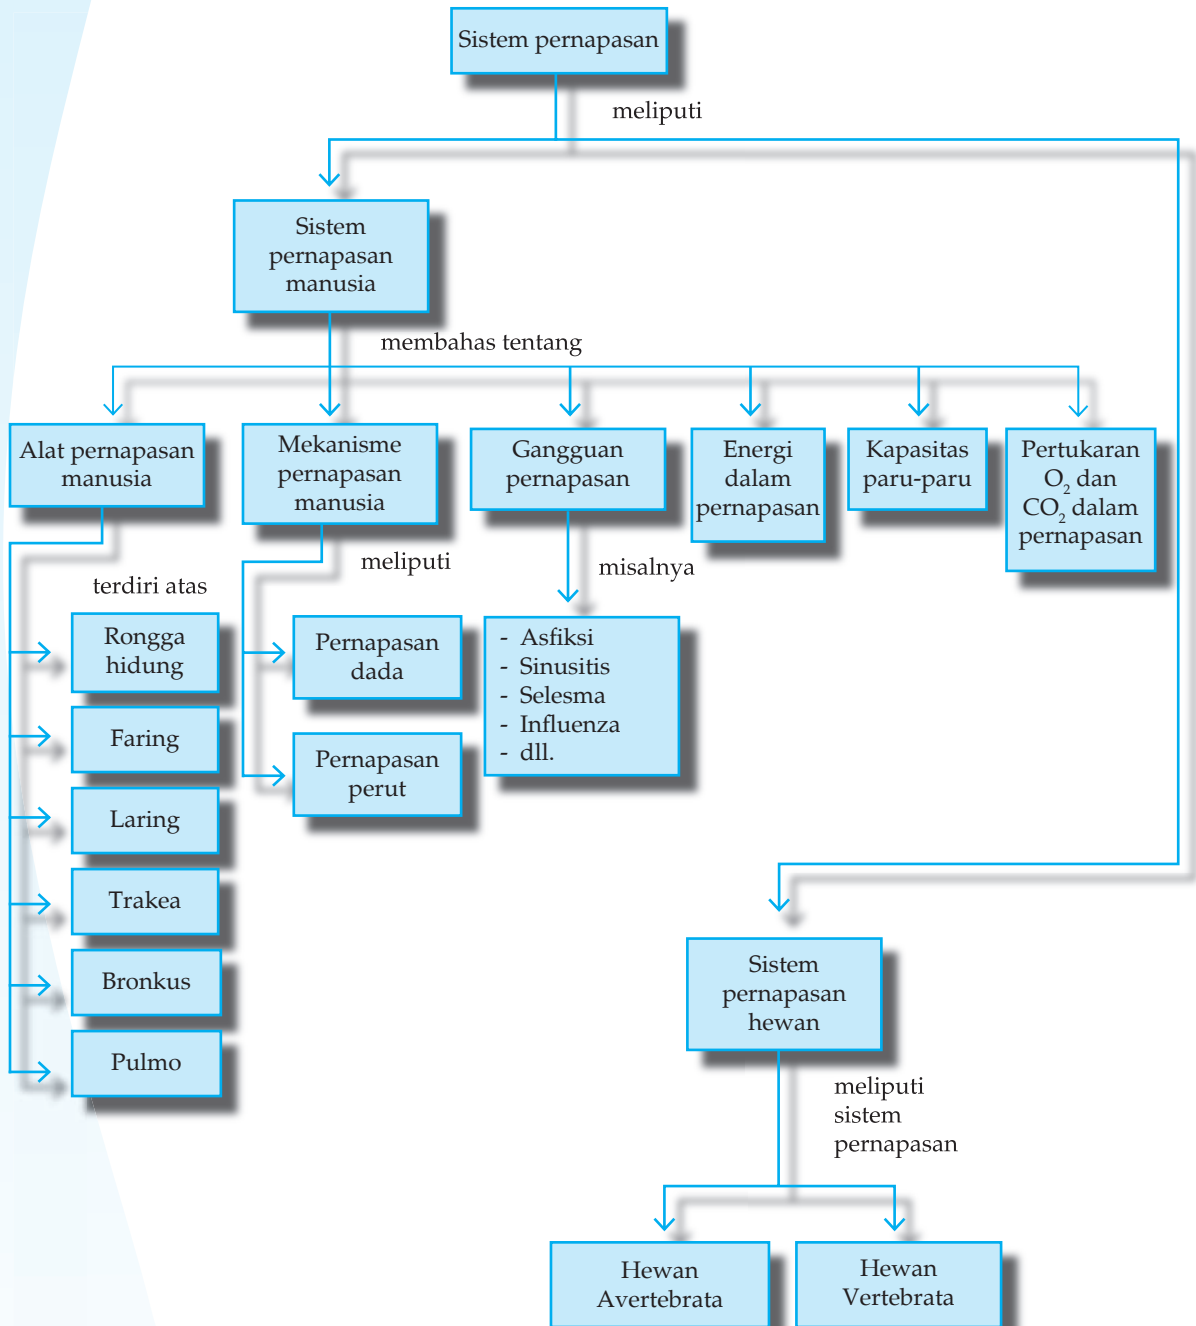 Sistem pernapasan
meliputi
Sistem
pernapasan
manusia
membahas tentang
Alat pernapasan
manusia
Mekanisme
pernapasan
manusia
Gangguan
pernapasan
Energi
dalam
pernapasan
Kapasitas
paru-paru
Pertukaran
O₂ dan
CO₂ dalam
pernapasan
terdiri atas
Rongga
hidung
Faring
Laring
Trakea
Bronkus
Pulmo
meliputi
Pernapasan
dada
Pernapasan
perut
misalnya
- Asfiksi
- Sinusitis
- Selesma
- Influenza
- dll.
Sistem
pernapasan
hewan
meliputi
sistem
pernapasan
Hewan
Avertebrata
Hewan
Vertebrata